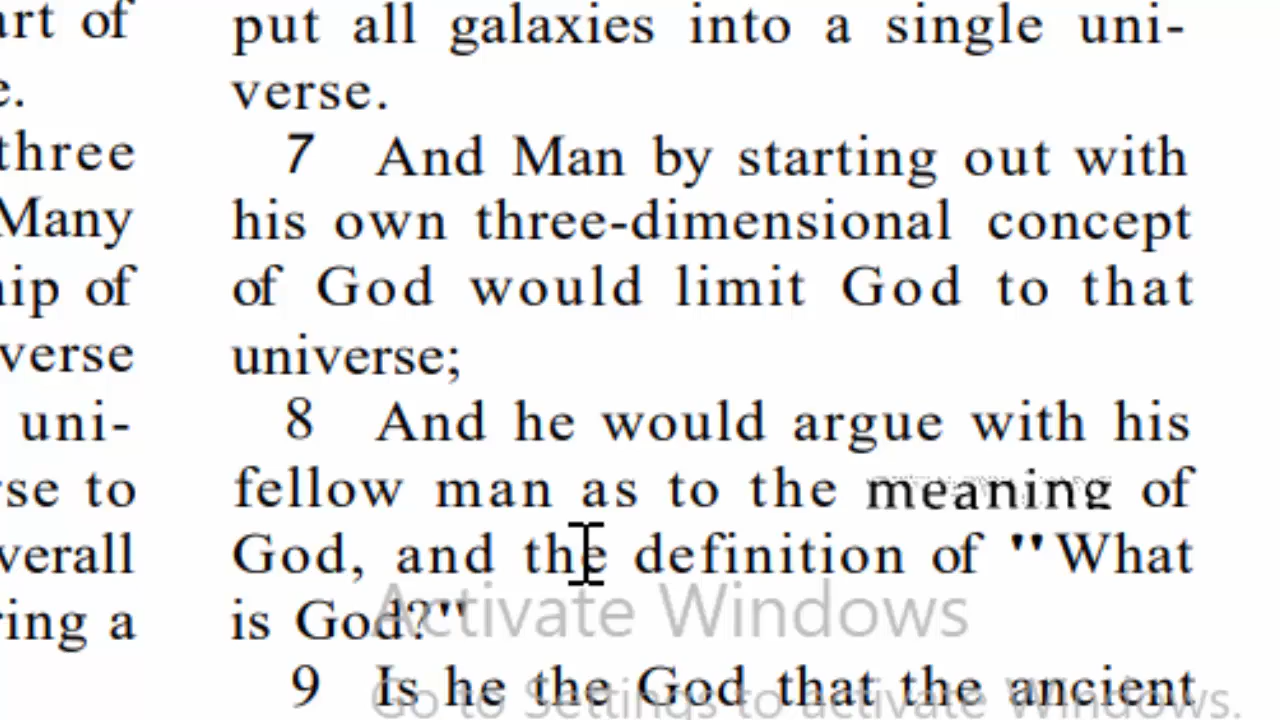 art of
e.
three
Many
ip of
verse
uni-
se to
verall
ing a
put all galaxies into a single uni-
verse.
7 And Man by starting out with
his own three-dimensional concept
of God would limit God to that
universe;
8 And he would argue with his
fellow man as to the meaning of
God, and the definition of "What
is God?"
9 Is he the God that the ancient
Activate Windows
Go to Settings to activate Windows.